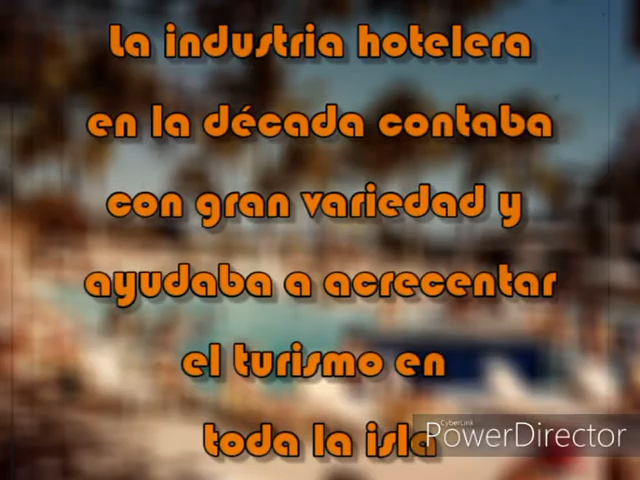 La industria hotelera
en la década contaba
con gran variedad y
ayudaba a acrecentar
el turismo en
toda la isla
CyberLink
PowerDirector